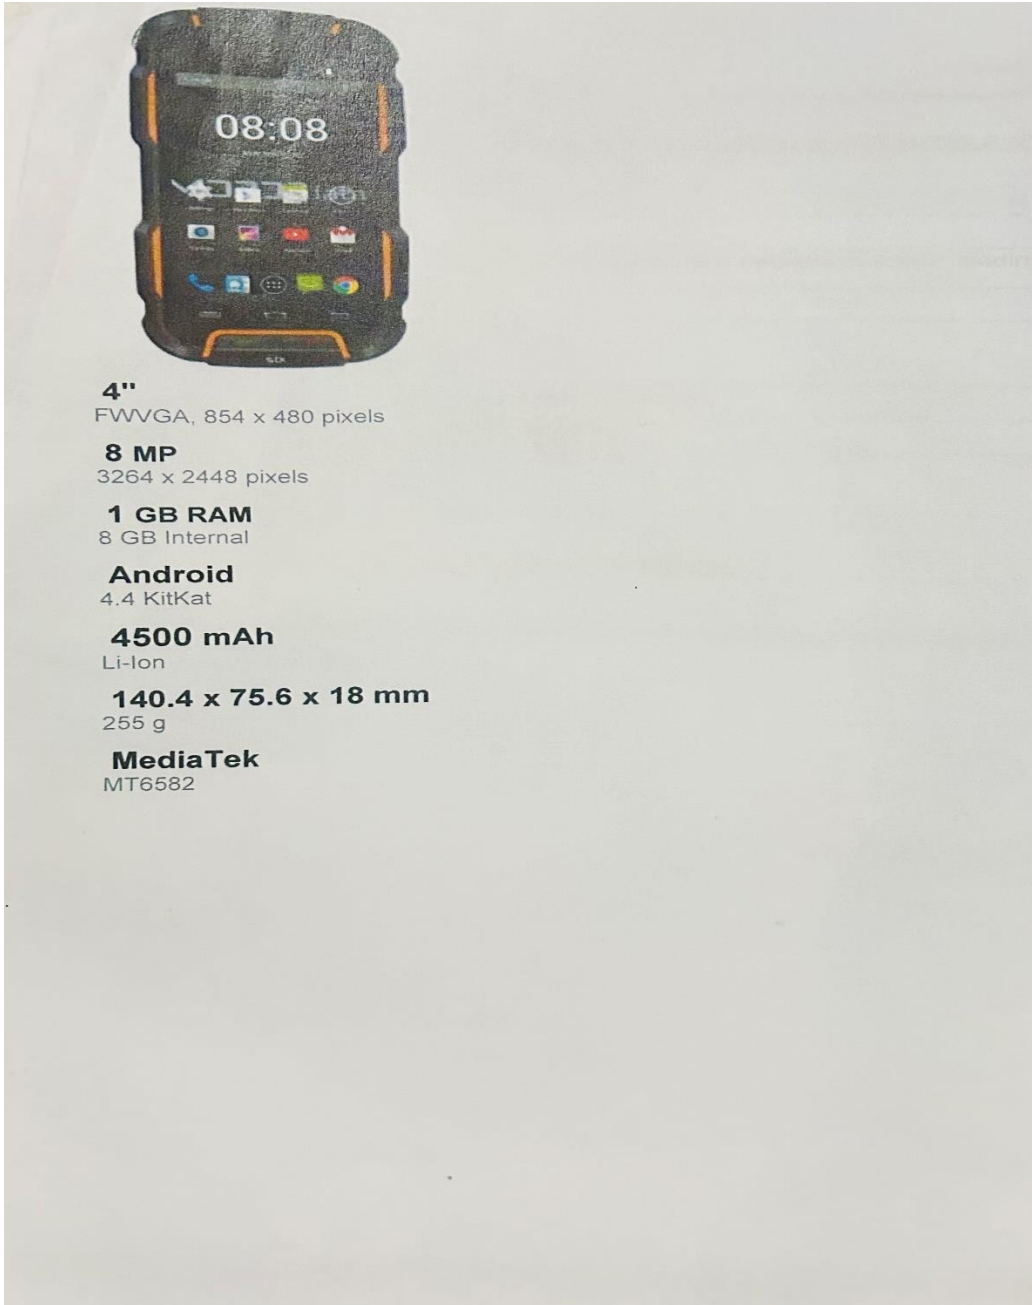 08:08
4"
FWVGA, 854 x 480 pixels
8 MP
3264 x 2448 pixels
1 GB RAM
8 GB Internal
Android
4.4 KitKat
4500 mAh
Li-Ion
140.4 x 75.6 x 18 mm
255 g
MediaTek
MT6582